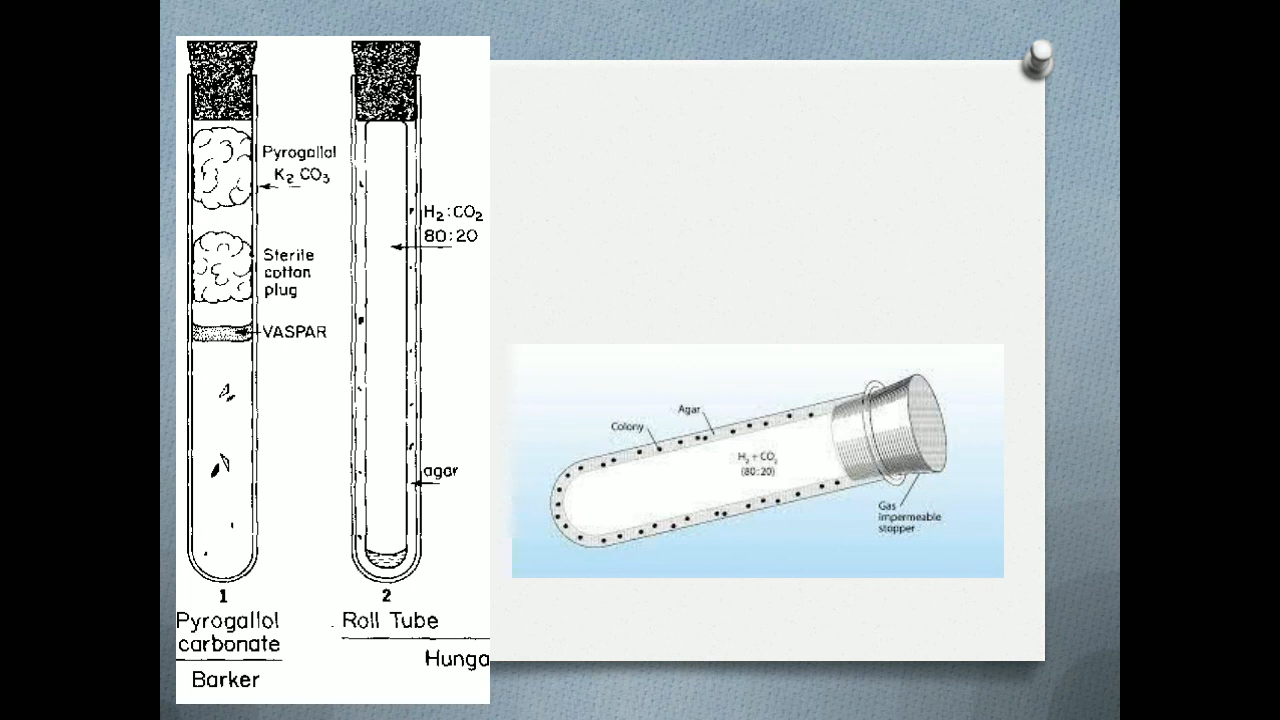 Pyrogallol
K2 CO3
Sterile
cotton
plug
VASPAR
1
Pyrogallol
carbonate
Barker
H2:CO2
80:20
agar
2
Roll Tube
Hunga
Agar
Colony
H2 + CO2
(80:20)
Gas
impermeable
stopper